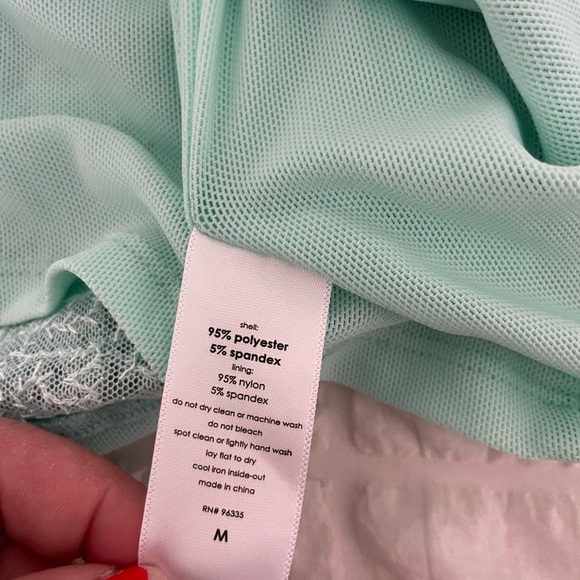 shell:
95% polyester
5% spandex
lining:
95% nylon
5% spandex
do not dry clean or machine wash
do not bleach
spot clean or lightly hand wash
lay flat to dry
cool iron inside-out
made in china
RN# 96335
M